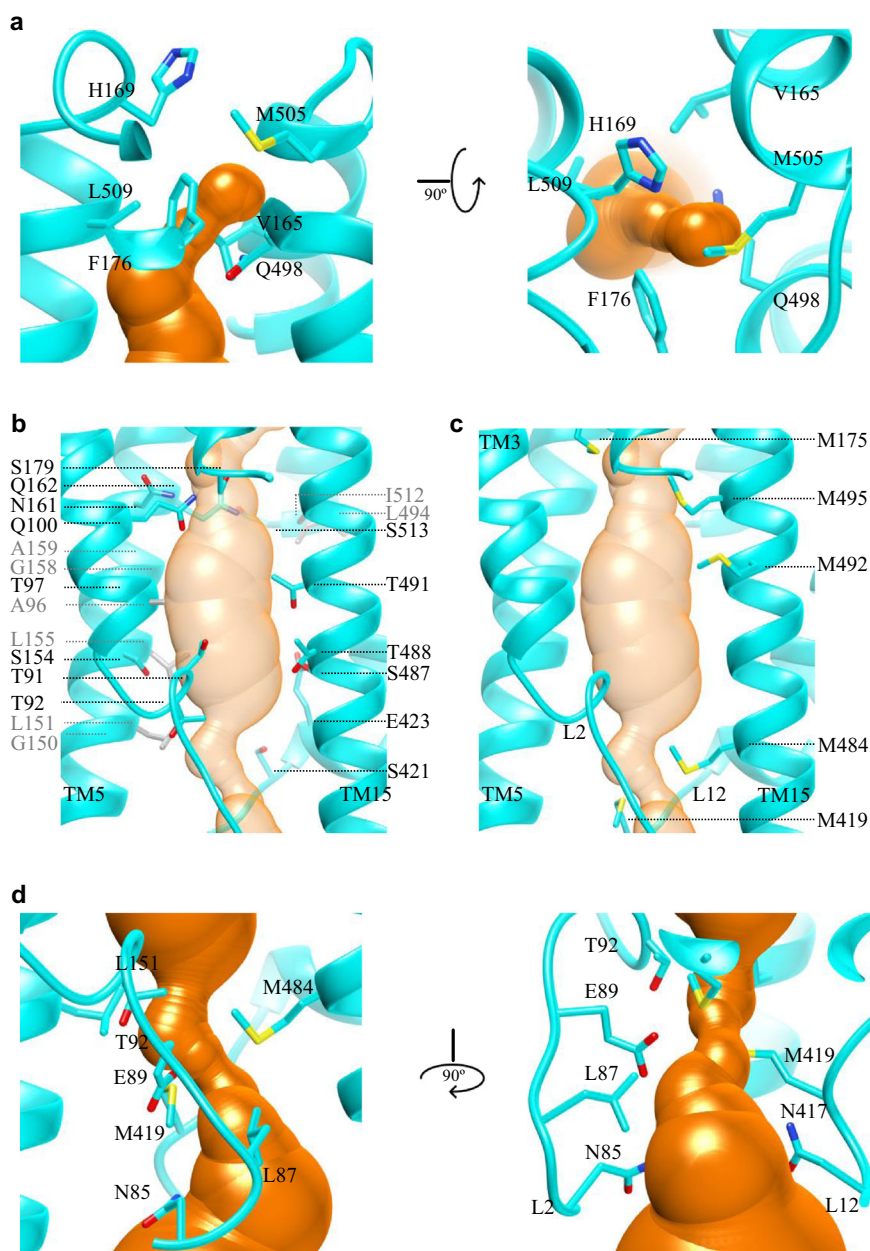 a
H169
M505
L509
V165
F176
Q498
90º
V165
H169
M505
L509
F176
Q498
b
S179
Q162
N161
Q100
A159
G158
T97
A96
L155
S154
T91
T92
L151
G150
TM5
I512
L494
S513
T491
T488
S487
E423
S421
TM15
c
TM3
M175
M495
M492
L2
M484
L12
TM5
TM15
M419
d
L151
M484
T92
E89
M419
L87
N85
90º
T92
E89
M419
L87
N417
N85
L2
L12